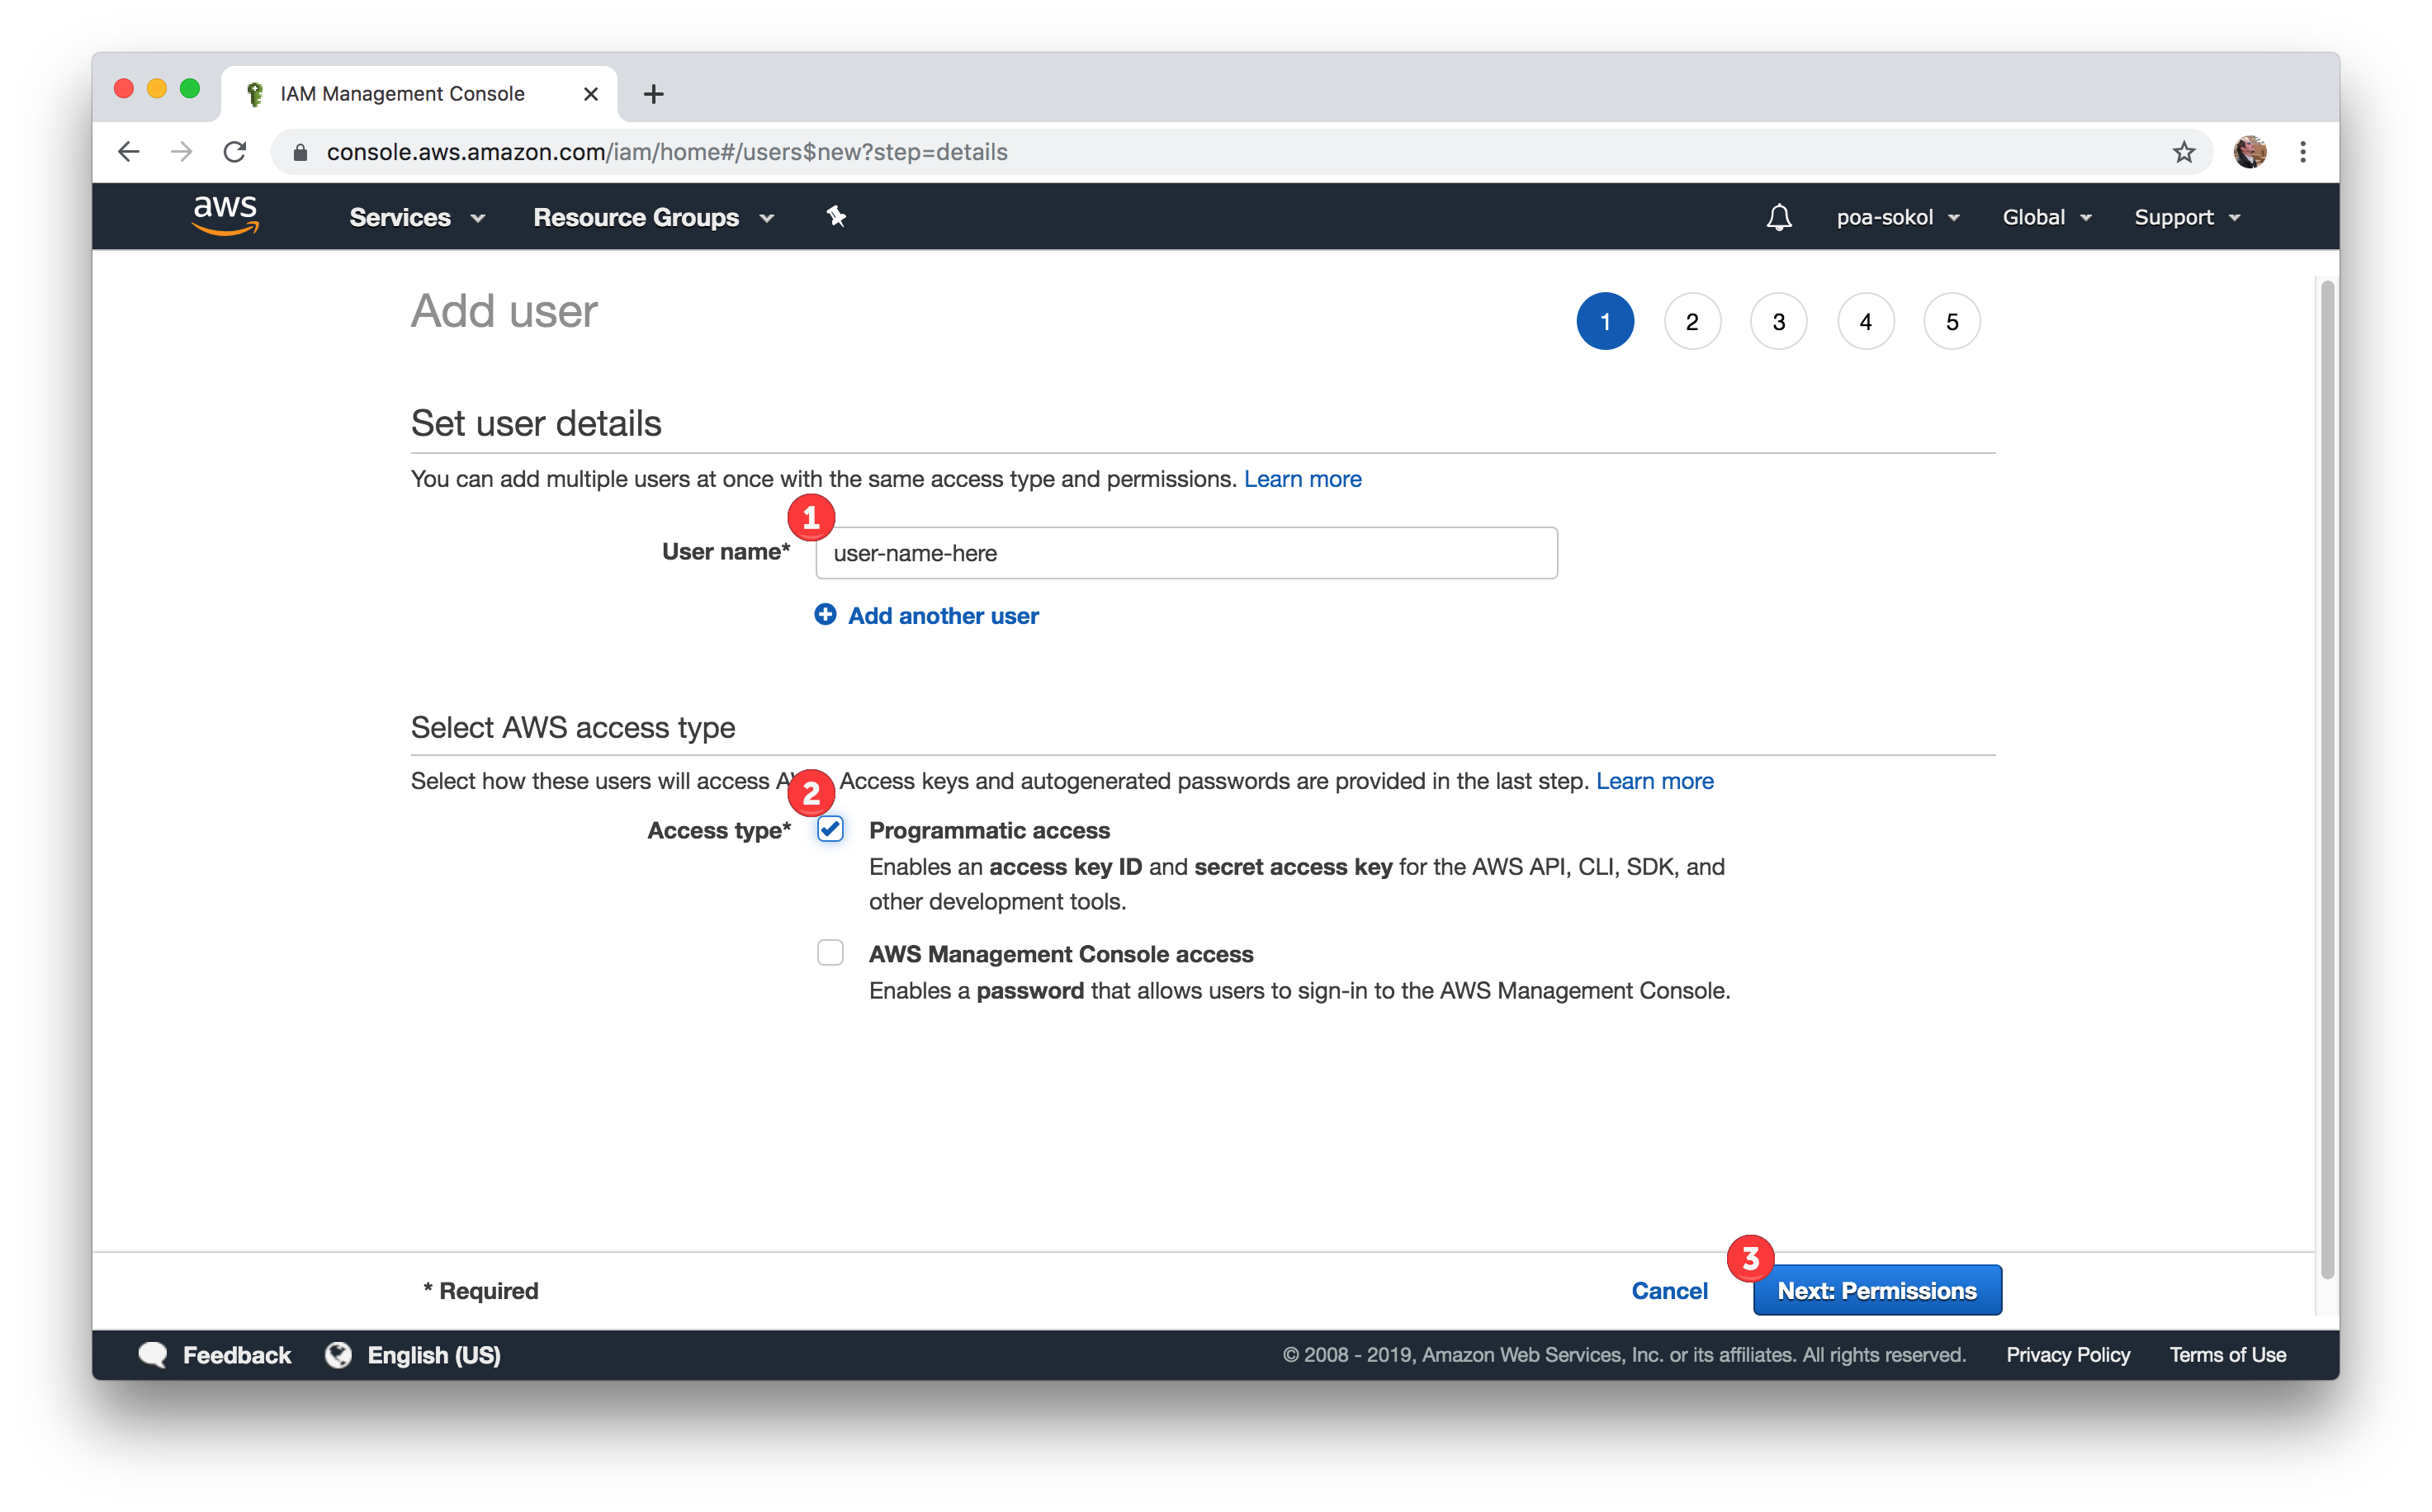 IAM Management Console
console.aws.amazon.com/iam/home#/users$new?step=details
aws Services Resource Groups poa-sokol Global Support
Add user 1 2 3 4 5
Set user details
You can add multiple users at once with the same access type and permissions. Learn more
1
User name* user-name-here
Add another user
Select AWS access type
Select how these users will access Access keys and autogenerated passwords are provided in the last step. Learn more
2
Access type* Programmatic access
Enables an access key ID and secret access key for the AWS API, CLI, SDK, and
other development tools.
AWS Management Console access
Enables a password that allows users to sign-in to the AWS Management Console.
3
* Required Cancel Next: Permissions
Feedback English (US) © 2008 - 2019, Amazon Web Services, Inc. or its affiliates. All rights reserved. Privacy Policy Terms of Use